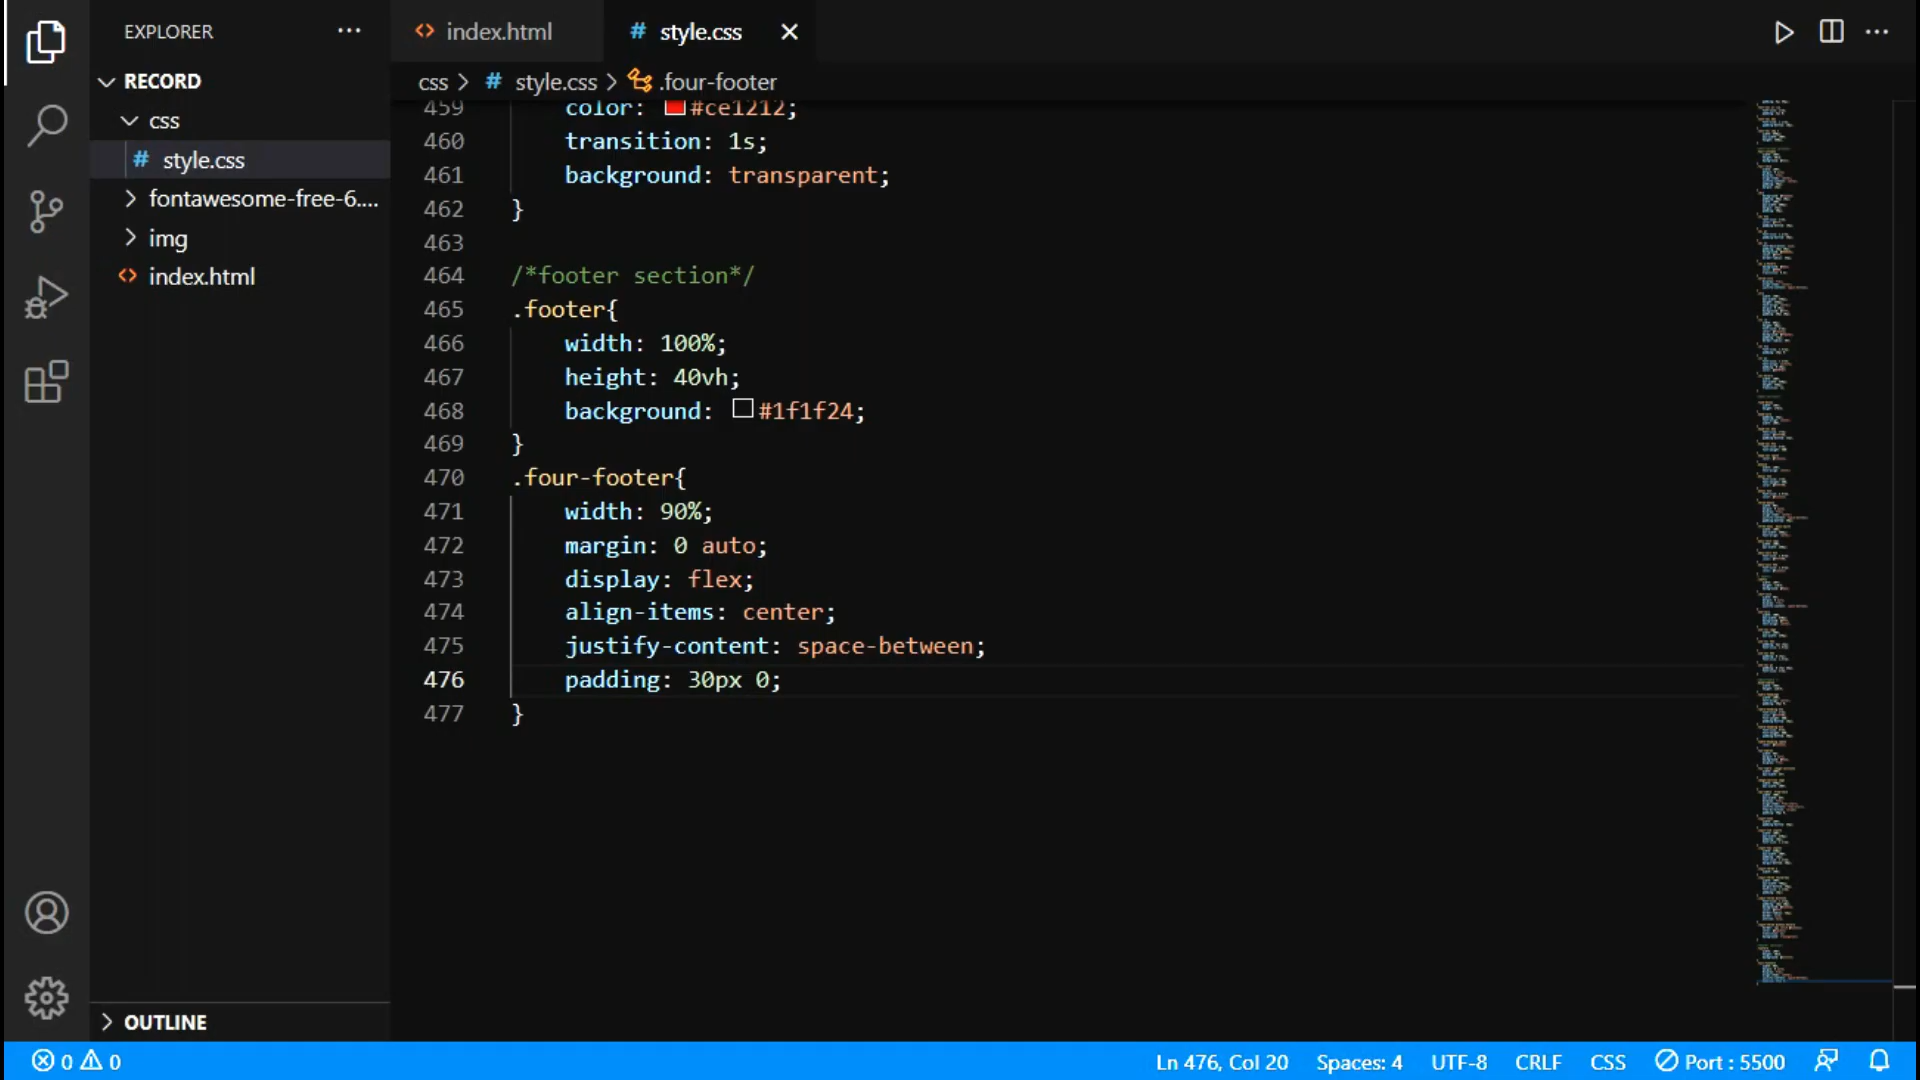 EXPLORER
RECORD
css
# style.css
fontawesome-free-6....
img
<> index.html
OUTLINE
<> index.html
# style.css
css > # style.css > .four-footer
459 color: #ce1212;
460 transition: 1s;
461 background: transparent;
462 }
463
464 /*footer section*/
465 .footer{
466 width: 100%;
467 height: 40vh;
468 background: #1f1f24;
469 }
470 .four-footer{
471 width: 90%;
472 margin: 0 auto;
473 display: flex;
474 align-items: center;
475 justify-content: space-between;
476 padding: 30px 0;
477 }
0 0
Ln 476, Col 20 Spaces: 4 UTF-8 CRLF CSS Port : 5500